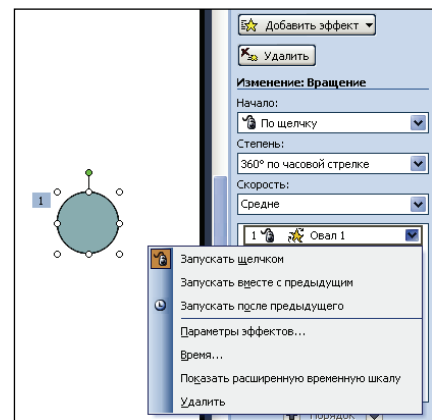 Добавить эффект
Удалить
Изменение: Вращение
Начало:
По щелчку
Степень:
360° по часовой стрелке
Скорость:
Средне
1
1 Овал 1
Запускать щелчком
Запускать вместе с предыдущим
Запускать после предыдущего
Параметры эффектов...
Время...
Показать расширенную временную шкалу
Удалить
Порядок